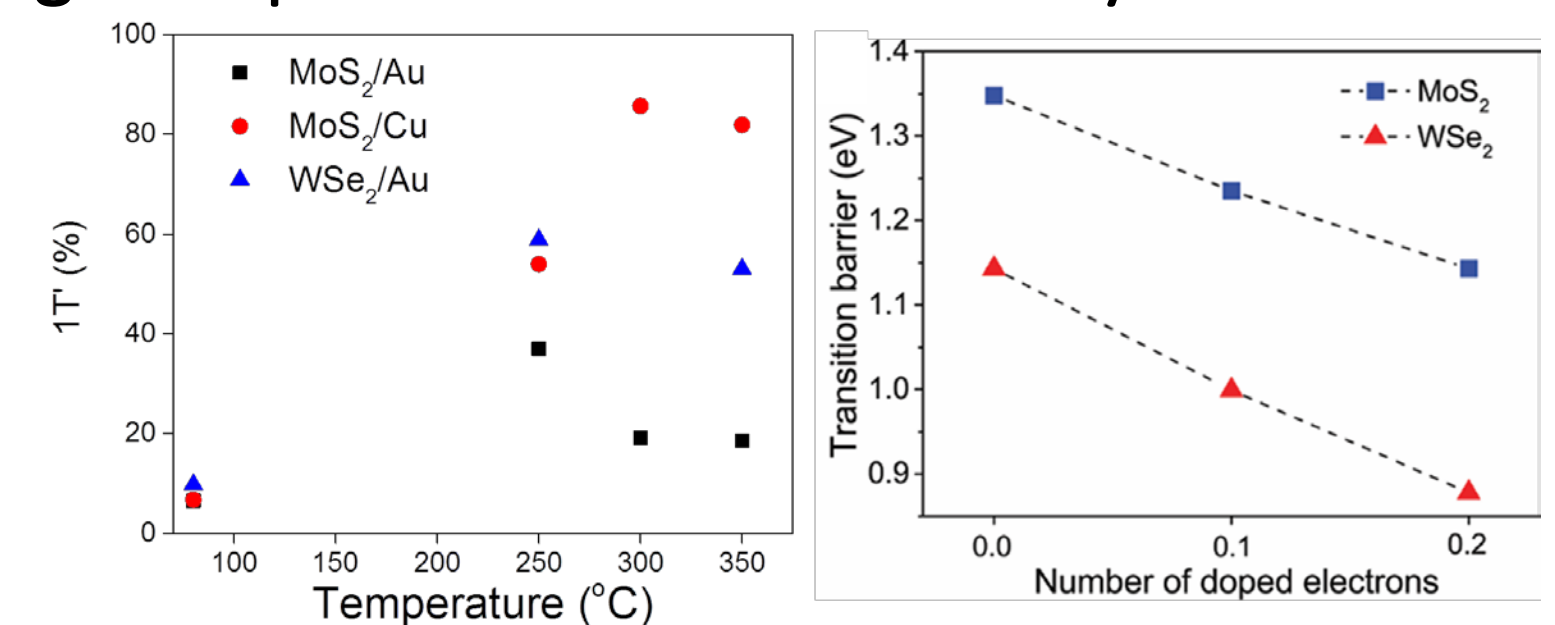 100
80
60
40
20
0
1T' (%)
MoS2/Au
MoS2/Cu
WSe2/Au
100 150 200 250 300 350
Temperature (°C)
1.4
1.3
1.2
1.1
1.0
0.9
Transition barrier (eV)
MoS2
WSe2
0.0 0.1 0.2
Number of doped electrons